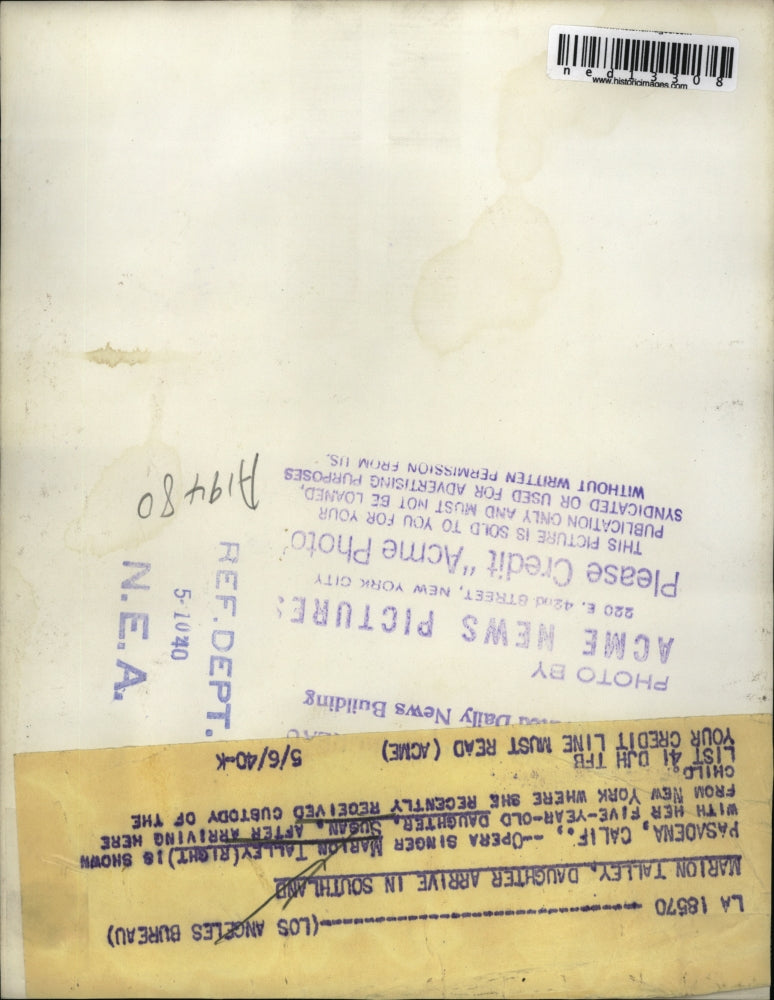 www.historicimages.com
ned13308
www.historicimages.com
A19480
REF. DEPT.
5-1040
N.E.A.
Daily News Building
PHOTO BY
ACME NEWS PICTURES
220 E. 42nd STREET, NEW YORK CITY
Please Credit "Acme Photo"
THIS PICTURE IS SOLD TO YOU FOR YOUR
PUBLICATION ONLY AND MUST NOT BE LOANED,
SYNDICATED OR USED FOR ADVERTISING PURPOSES
WITHOUT WRITTEN PERMISSION FROM US.
LA 18570 --------------------(LOS ANGELES BUREAU)
MARION TALLEY, DAUGHTER ARRIVE IN SOUTHLAND
PASADENA, CALIF., --OPERA SINGER MARION TALLEY(RIGHT) IS SHOWN
WITH HER FIVE-YEAR-OLD DAUGHTER, SUSAN, AFTER ARRIVING HERE
FROM NEW YORK WHERE SHE RECENTLY RECEIVED CUSTODY OF THE
CHILD.
LIST 41 DJH TFB
YOUR CREDIT LINE MUST READ (ACME) 5/6/40-K